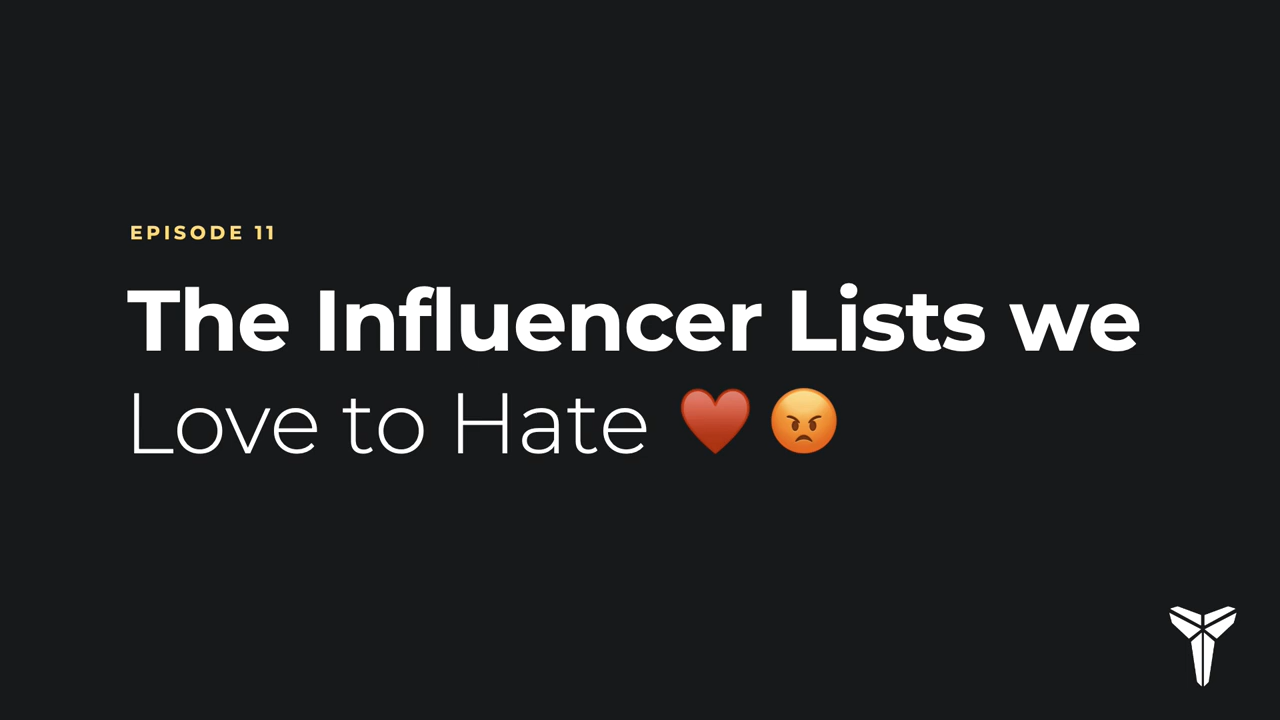 EPISODE 11
The Influencer Lists we
Love to Hate ♥️ 😡